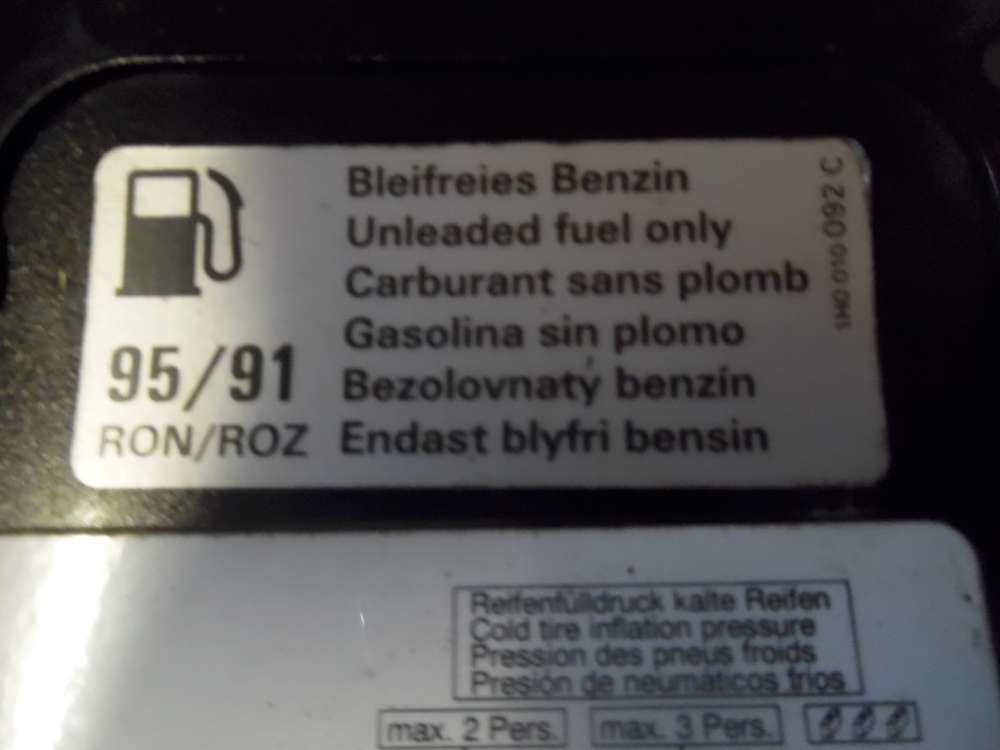 Bleifreies Benzin
Unleaded fuel only
Carburant sans plomb
Gasolina sin plomo
Bezolovnatý benzín
Endast blyfri bensin
95/91
RON/ROZ
1H0 010 092 C
Reifenfülldruck kalte Reifen
Cold tire inflation pressure
Pression des pneus froids
Presión de neumáticos frios
max. 2 Pers.
max. 3 Pers.